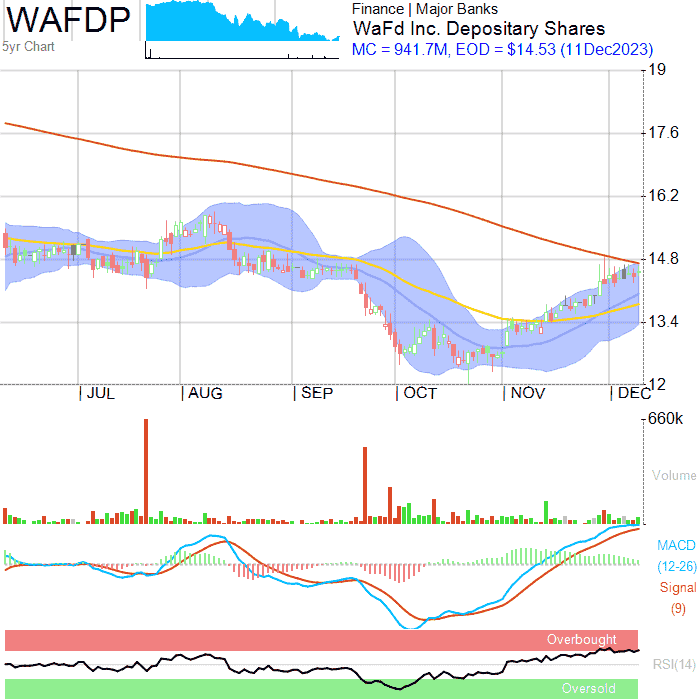 WAFDP
5yr Chart
Finance | Major Banks
WaFd Inc. Depositary Shares
MC = 941.7M, EOD = $14.53 (11Dec2023)
19
17.6
16.2
14.8
13.4
12
| JUL
| AUG
| SEP
| OCT
| NOV
| DEC
660k
Volume
MACD
(12-26)
Signal
(9)
Overbought
RSI(14)
Oversold